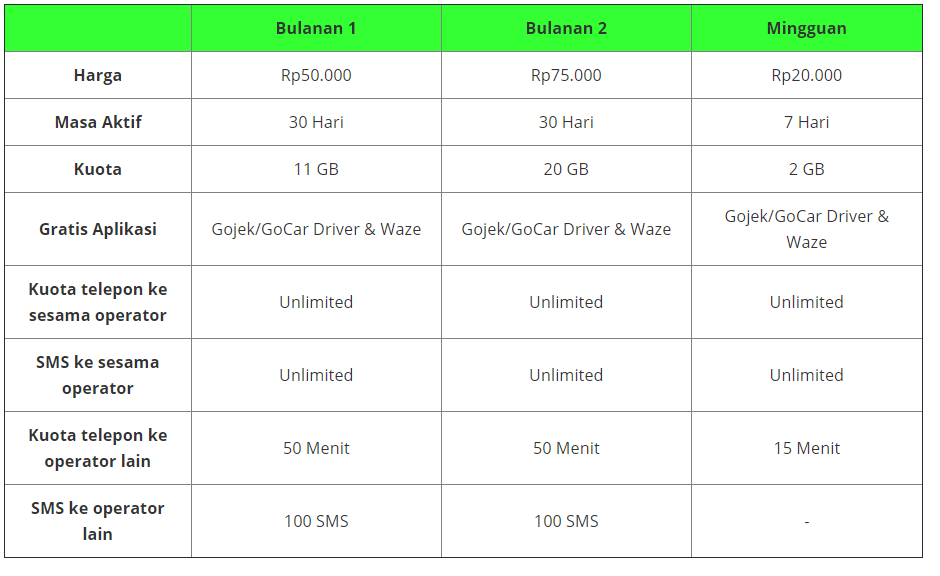 Bulanan 1 Bulanan 2 Mingguan
Harga Rp50.000 Rp75.000 Rp20.000
Masa Aktif 30 Hari 30 Hari 7 Hari
Kuota 11 GB 20 GB 2 GB
Gratis Aplikasi Gojek/GoCar Driver & Waze Gojek/GoCar Driver & Waze Gojek/GoCar Driver &
Waze
Kuota telepon ke
sesama operator Unlimited Unlimited Unlimited
SMS ke sesama
operator Unlimited Unlimited Unlimited
Kuota telepon ke
operator lain 50 Menit 50 Menit 15 Menit
SMS ke operator
lain 100 SMS 100 SMS -